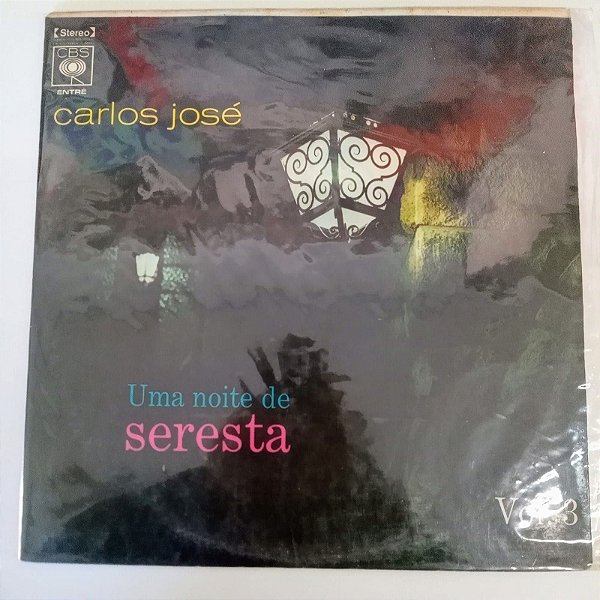 【Stereo】
CBS
ENTRÉ
carlos josé
Uma noite de
seresta
Vol. 3